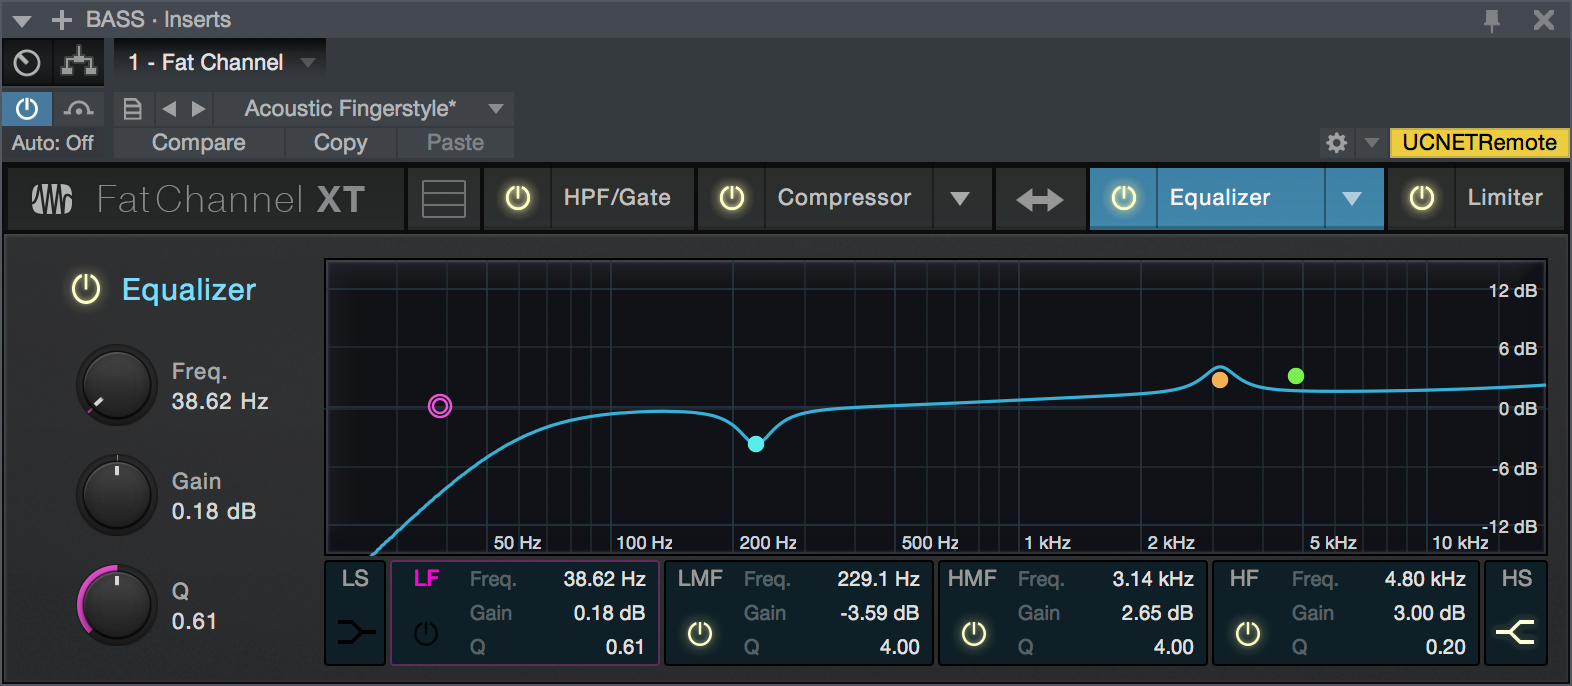 BASS · Inserts
1 - Fat Channel
Acoustic Fingerstyle*
Auto: Off
Compare
Copy
Paste
UCNETRemote
FatChannel XT
HPF/Gate
Compressor
Equalizer
Limiter
Equalizer
Freq.
38.62 Hz
Gain
0.18 dB
Q
0.61
12 dB
6 dB
0 dB
-6 dB
-12 dB
50 Hz
100 Hz
200 Hz
500 Hz
1 kHz
2 kHz
5 kHz
10 kHz
LS
LF
Freq. 38.62 Hz
Gain 0.18 dB
Q 0.61
LMF
Freq. 229.1 Hz
Gain -3.59 dB
Q 4.00
HMF
Freq. 3.14 kHz
Gain 2.65 dB
Q 4.00
HF
Freq. 4.80 kHz
Gain 3.00 dB
Q 0.20
HS